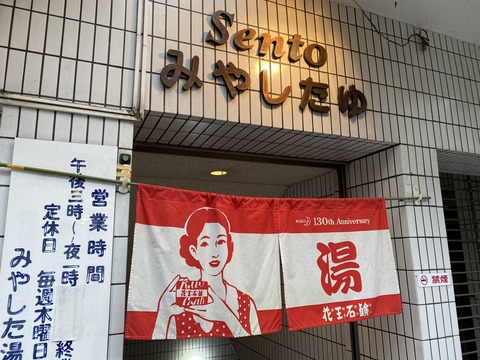 Sento
みやしたゆ
営業時間
午後三時〜夜一時
定休日 毎週木曜日
みやした湯
130th Anniversary
湯
花王石鹸
禁煙